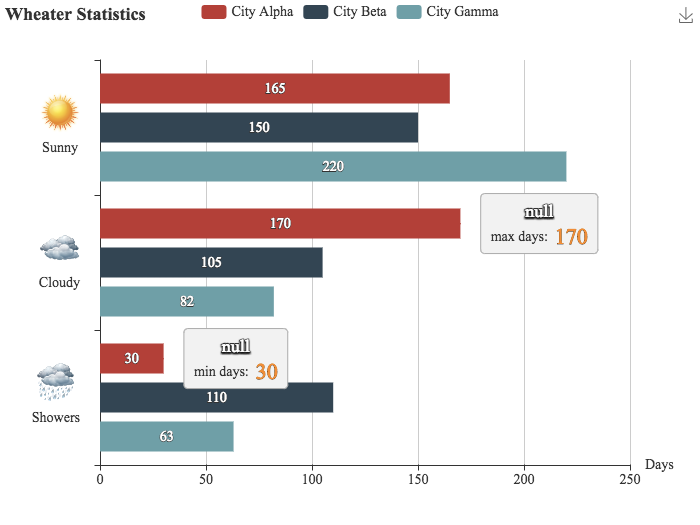 Wheater Statistics
City Alpha City Beta City Gamma
165
Sunny
150
220
170
null
max days: 170
Cloudy
105
82
30
null
min days: 30
Showers
110
63
Days
0 50 100 150 200 250